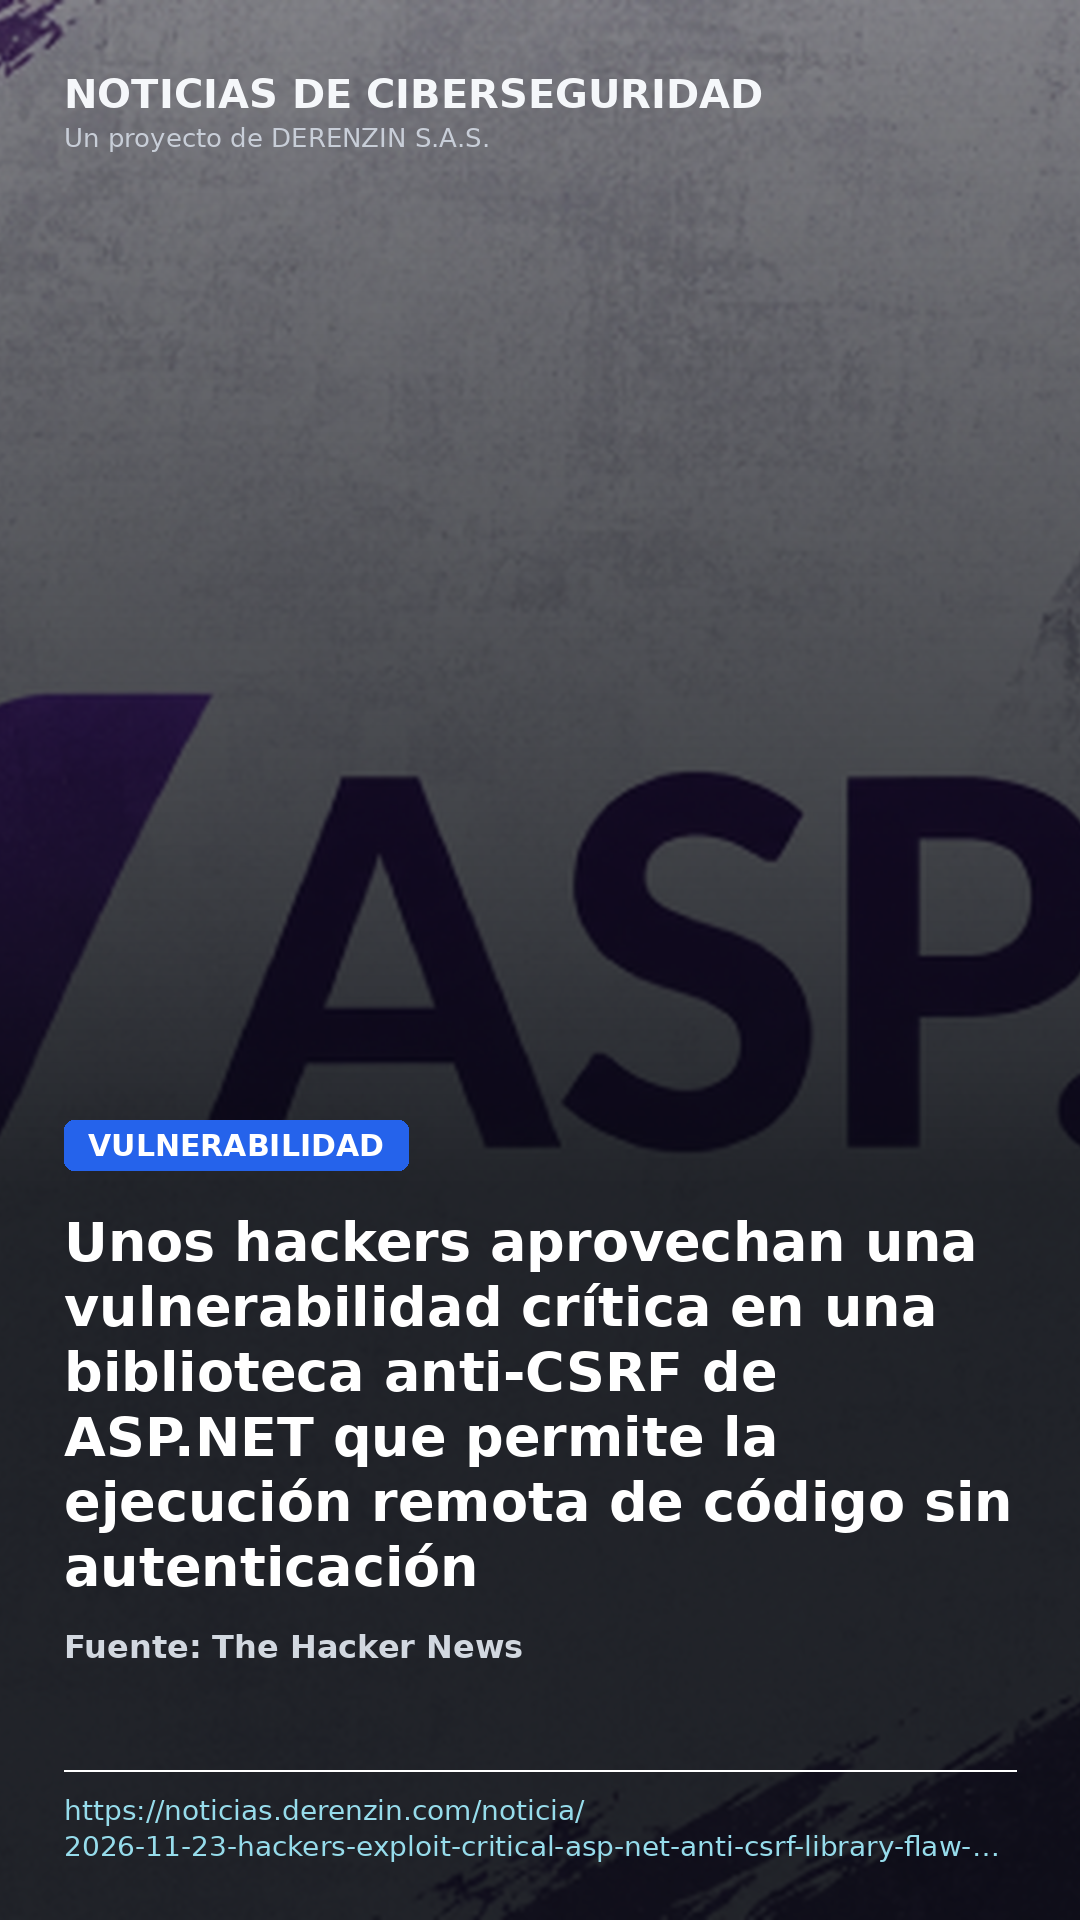 NOTICIAS DE CIBERSEGURIDAD
Un proyecto de DERENZIN S.A.S.
ASP.
VULNERABILIDAD
Unos hackers aprovechan una
vulnerabilidad crítica en una
biblioteca anti-CSRF de
ASP.NET que permite la
ejecución remota de código sin
autenticación
Fuente: The Hacker News
https://noticias.derenzin.com/noticia/
2026-11-23-hackers-exploit-critical-asp-net-anti-csrf-library-flaw-…